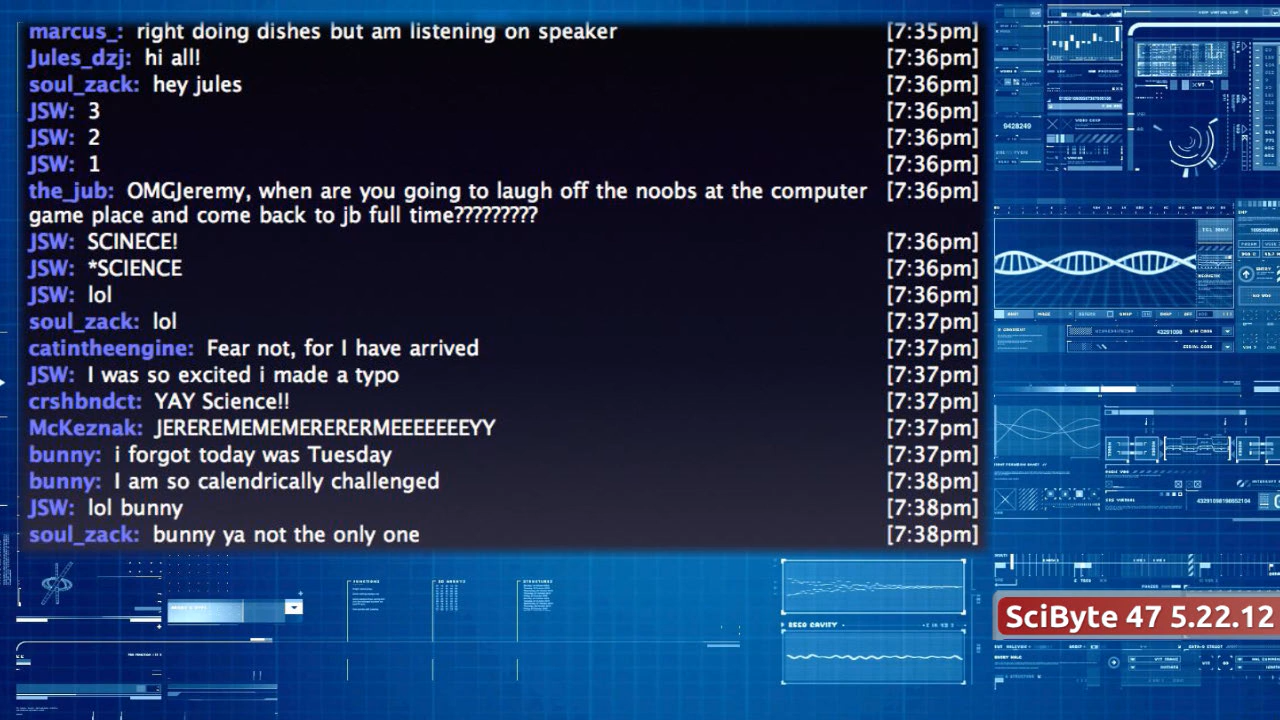 marcus_: right doing dishes but am listening on speaker [7:35pm]
Jules_dzj: hi all! [7:36pm]
soul_zack: hey jules [7:36pm]
JSW: 3 [7:36pm]
JSW: 2 [7:36pm]
JSW: 1 [7:36pm]
the_jub: OMGJeremy, when are you going to laugh off the noobs at the computer [7:36pm]
game place and come back to jb full time?????????
JSW: SCINECE! [7:36pm]
JSW: *SCIENCE [7:36pm]
JSW: lol [7:36pm]
soul_zack: lol [7:37pm]
catintheengine: Fear not, for I have arrived [7:37pm]
JSW: I was so excited i made a typo [7:37pm]
crshbndct: YAY Science!! [7:37pm]
McKeznak: JEREREMEMEMERERERMEEEEEEYY [7:37pm]
bunny: i forgot today was Tuesday [7:37pm]
bunny: I am so calendrically challenged [7:38pm]
JSW: lol bunny [7:38pm]
soul_zack: bunny ya not the only one [7:38pm]
9428249
SciByte 47 5.22.12